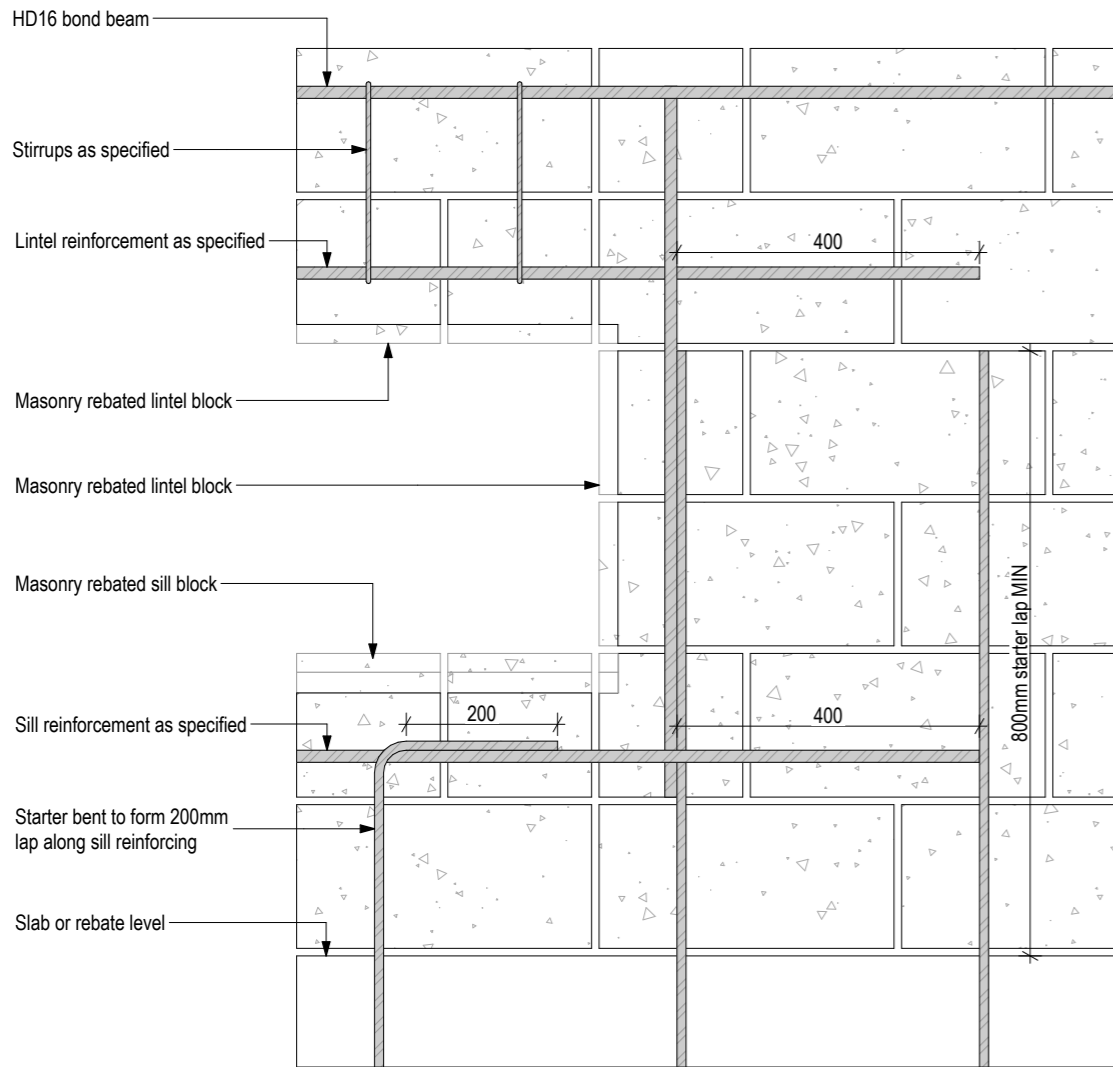 HD16 bond beam
Stirrups as specified
Lintel reinforcement as specified
400
Masonry rebated lintel block
Masonry rebated lintel block
Masonry rebated sill block
800mm starter lap MIN
Sill reinforcement as specified
200
400
Starter bent to form 200mm
lap along sill reinforcing
Slab or rebate level